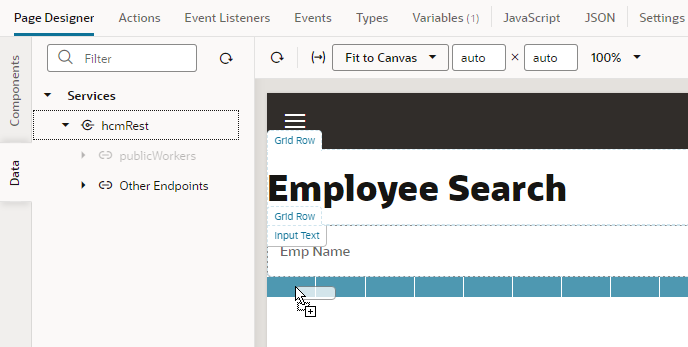 Page Designer Actions Event Listeners Events Types Variables (1) JavaScript JSON Settings
Components
Data
Filter
Fit to Canvas auto × auto 100%
Services
hcmRest
publicWorkers
Other Endpoints
Grid Row
Employee Search
Grid Row
Input Text
Emp Name